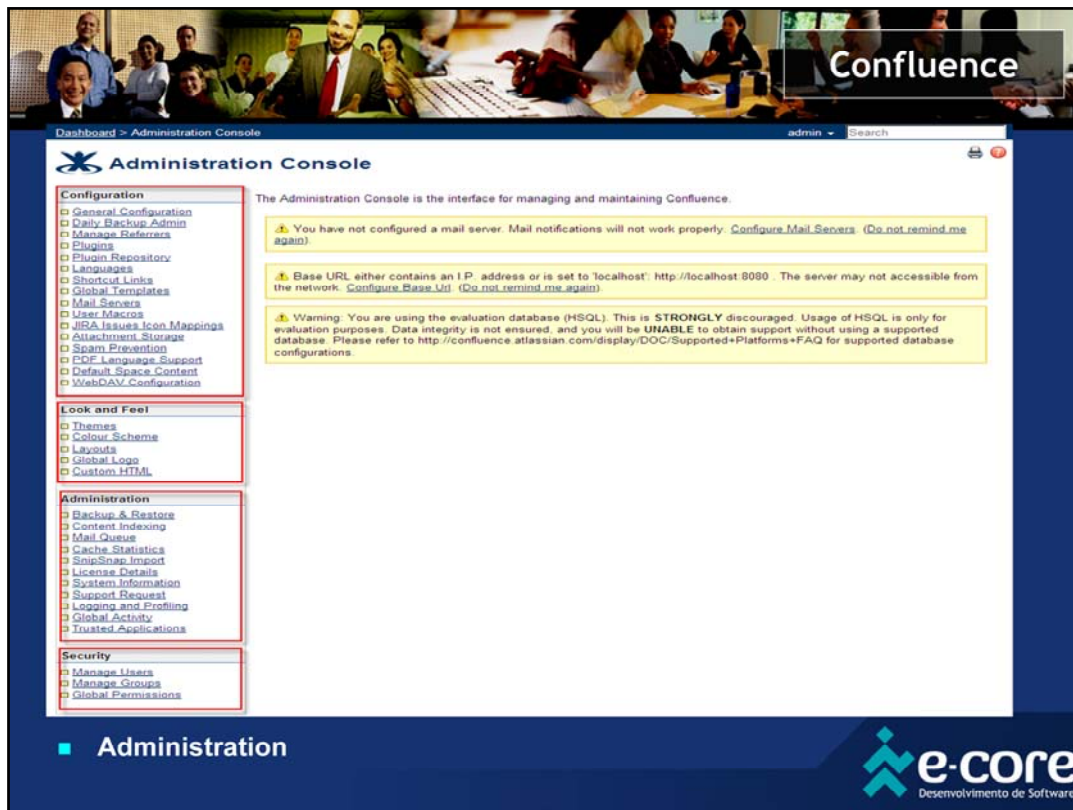 Confluence
Dashboard > Administration Console
admin
Search
Administration Console
The Administration Console is the interface for managing and maintaining Confluence.
You have not configured a mail server. Mail notifications will not work properly. Configure Mail Servers. (Do not remind me
again).
Base URL either contains an I.P. address or is set to 'localhost': http://localhost:8080 . The server may not accessible from
the network. Configure Base Url. (Do not remind me again).
Warning: You are using the evaluation database (HSQL). This is STRONGLY discouraged. Usage of HSQL is only for
evaluation purposes. Data integrity is not ensured, and you will be UNABLE to obtain support without using a supported
database. Please refer to http://confluence.atlassian.com/display/DOC/Supported+Platforms+FAQ for supported database
configurations.
Configuration
General Configuration
Daily Backup Admin
Manage Referrers
Plugins
Plugin Repository
Languages
Shortcut Links
Global Templates
Mail Servers
User Macros
JIRA Issues Icon Mappings
Attachment Storage
Spam Prevention
PDF Language Support
Default Space Content
WebDAV Configuration
Look and Feel
Themes
Colour Scheme
Layouts
Global Logo
Custom HTML
Administration
Backup & Restore
Content Indexing
Mail Queue
Cache Statistics
SnipSnap Import
License Details
System Information
Support Request
Logging and Profiling
Global Activity
Trusted Applications
Security
Manage Users
Manage Groups
Global Permissions
Administration
e-core
Desenvolvimento de Software